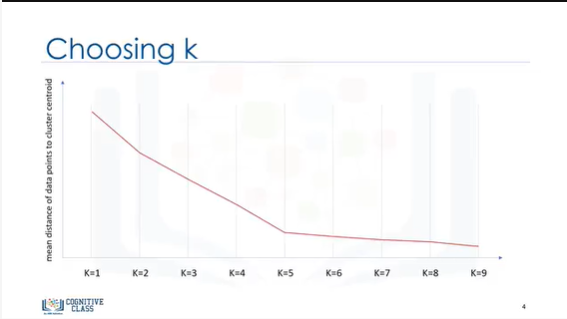 Choosing k
mean distance of data points to cluster centroid
K=1 K=2 K=3 K=4 K=5 K=6 K=7 K=8 K=9
COGNITIVE
CLASS
4